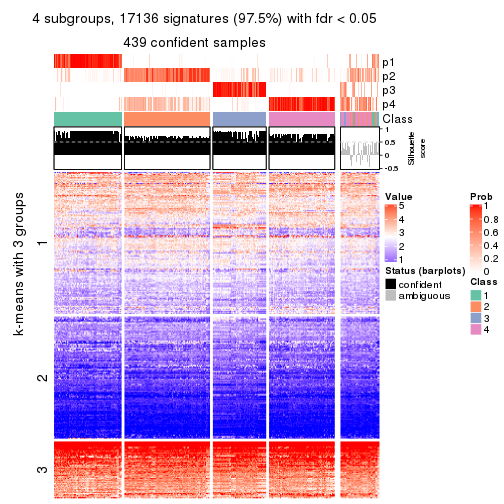 4 subgroups, 17136 signatures (97.5%) with fdr < 0.05
439 confident samples
p1
p2
p3
p4
Class
1
0.5
0
-0.5
Silhouette
score
k-means with 3 groups
1
2
3
Value
5
4
3
2
1
Status (barplots)
confident
ambiguous
Prob
1
0.8
0.6
0.4
0.2
0
Class
1
2
3
4